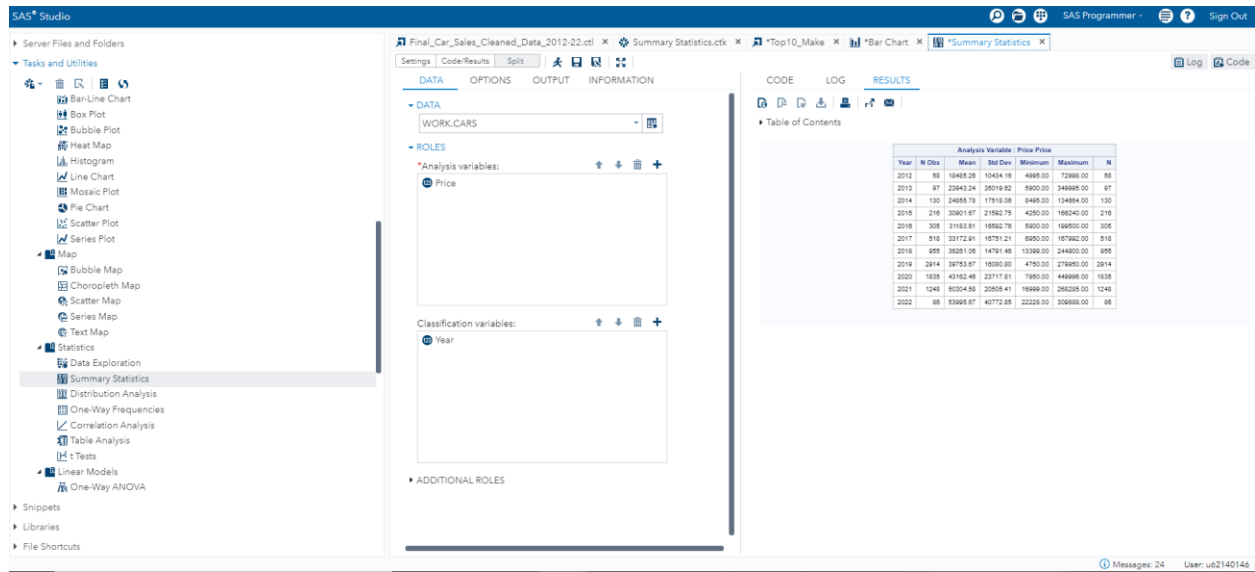 SAS® Studio
SAS Programmer -
Sign Out
Server Files and Folders
Tasks and Utilities
Bar-Line Chart
Box Plot
Bubble Plot
Heat Map
Histogram
Line Chart
Mosaic Plot
Pie Chart
Scatter Plot
Series Plot
Map
Bubble Map
Choropleth Map
Scatter Map
Series Map
Text Map
Statistics
Data Exploration
Summary Statistics
Distribution Analysis
One-Way Frequencies
Correlation Analysis
Table Analysis
t Tests
Linear Models
One-Way ANOVA
Snippets
Libraries
File Shortcuts
Final_Car_Sales_Cleaned_Data_2012-22.ctl × Summary Statistics.ctk × *Top10_Make × *Bar Chart × *Summary Statistics ×
Settings Code/Results Split
Log Code
DATA OPTIONS OUTPUT INFORMATION
DATA
WORK.CARS
ROLES
*Analysis variables:
Price
Classification variables:
Year
ADDITIONAL ROLES
CODE LOG RESULTS
Table of Contents
Analysis Variable : Price Price
Year N Obs Mean Std Dev Minimum Maximum N
2012 58 18485.26 10434.16 4995.00 72998.00 58
2013 97 23943.24 35019.62 5900.00 349995.00 97
2014 130 24855.78 17518.06 8495.00 134664.00 130
2015 216 30901.67 21592.75 4250.00 166240.00 216
2016 305 31183.61 16592.76 5900.00 199500.00 305
2017 518 33172.91 16751.21 6950.00 167992.00 518
2018 955 36261.06 14781.46 13399.00 244900.00 955
2019 2914 39753.67 16080.80 4750.00 279950.00 2914
2020 1835 43162.46 23717.81 7950.00 449996.00 1835
2021 1248 50304.58 20505.41 16999.00 268285.00 1248
2022 86 63995.67 40772.85 22228.00 309888.00 86
Messages: 24 User: u62140146